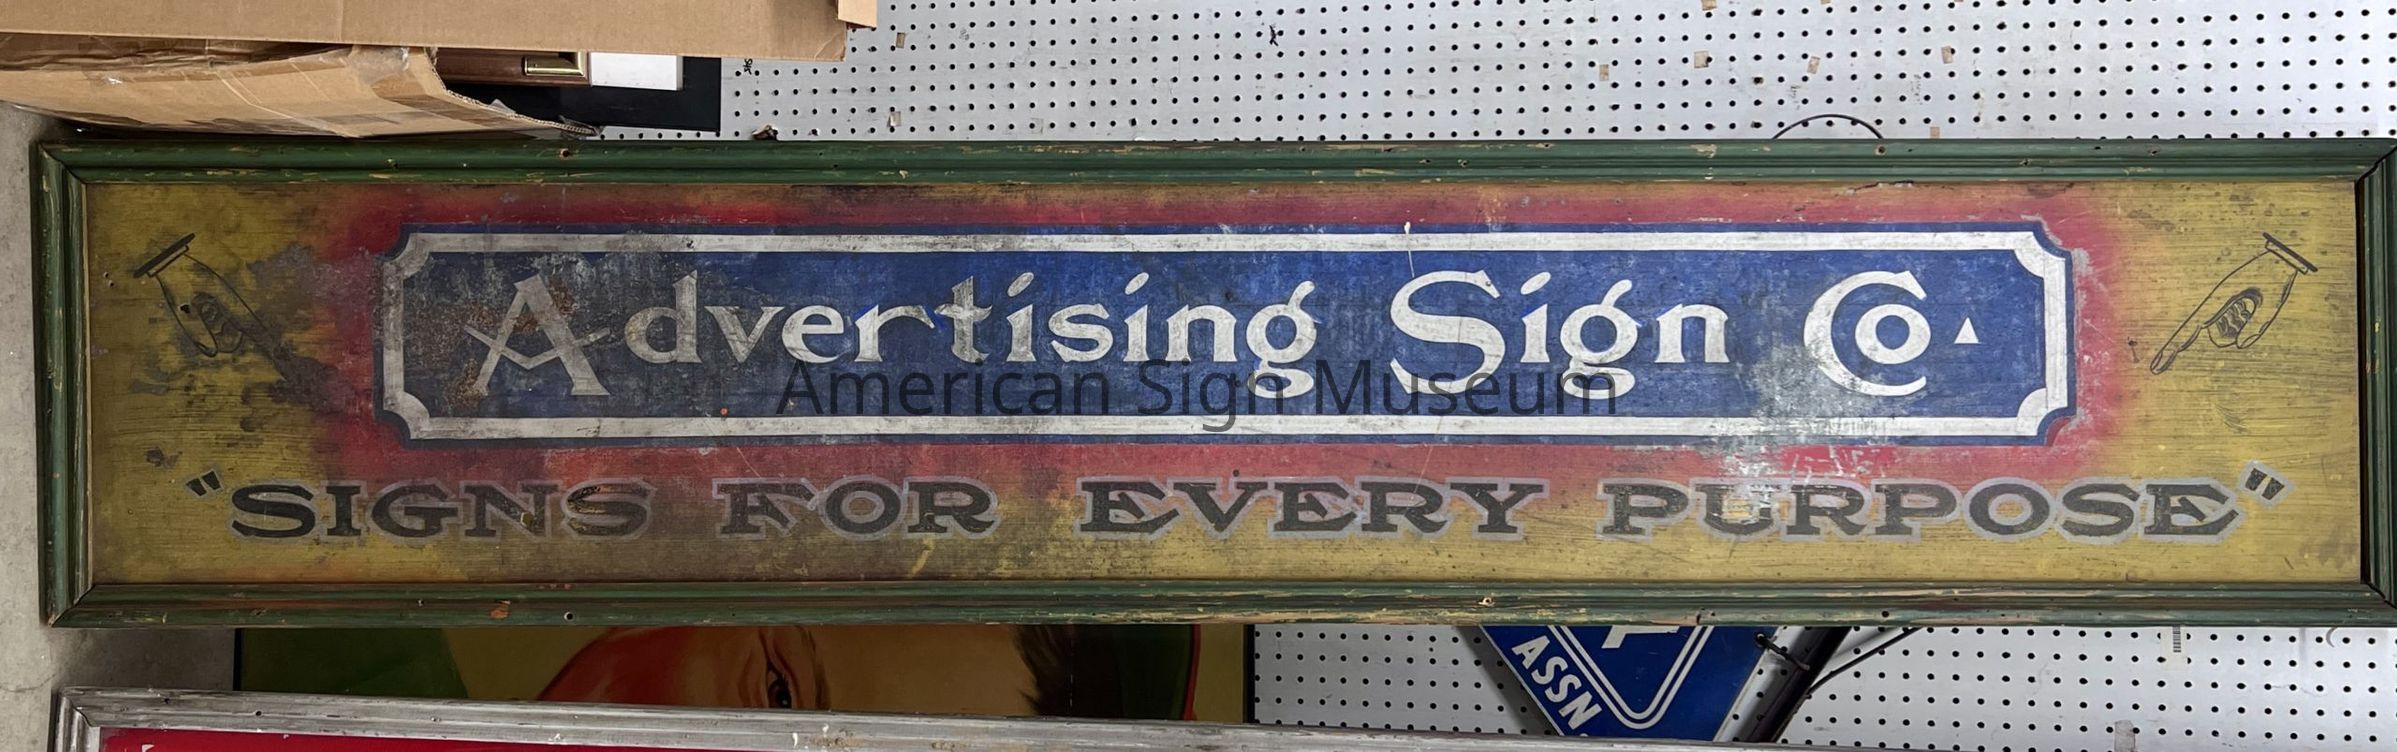 Advertising Sign Co.
American Sign Museum
"SIGNS FOR EVERY PURPOSE"
ASSN